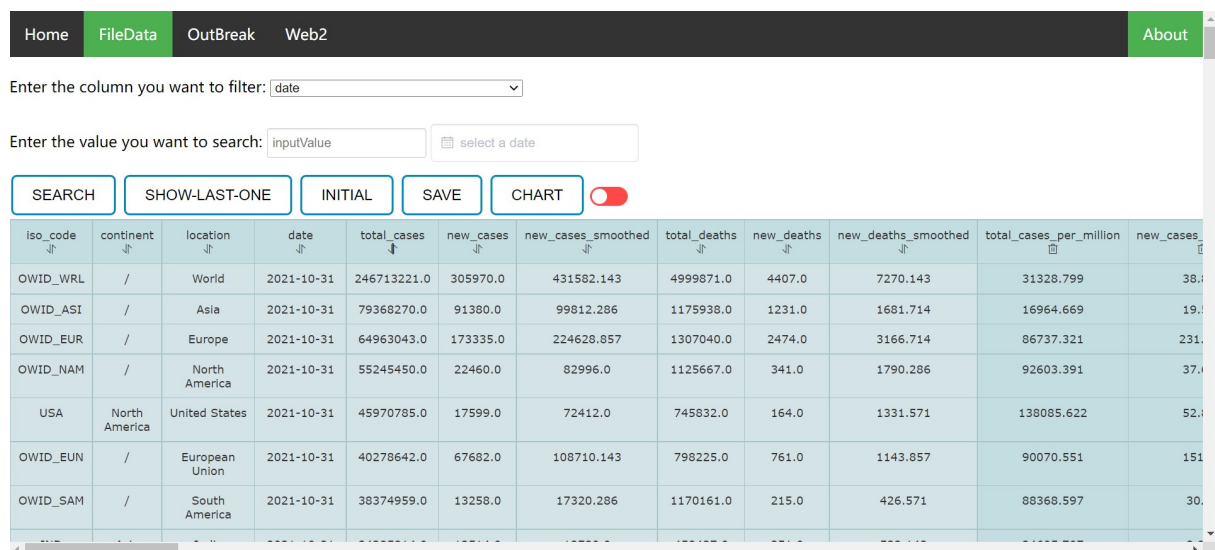 Home FileData OutBreak Web2 About
Enter the column you want to filter: date
Enter the value you want to search: inputValue select a date
SEARCH SHOW-LAST-ONE INITIAL SAVE CHART
iso_code continent location date total_cases new_cases new_cases_smoothed total_deaths new_deaths new_deaths_smoothed total_cases_per_million new_cases_
OWID_WRL / World 2021-10-31 246713221.0 305970.0 431582.143 4999871.0 4407.0 7270.143 31328.799 38.
OWID_ASI / Asia 2021-10-31 79368270.0 91380.0 99812.286 1175938.0 1231.0 1681.714 16964.669 19.
OWID_EUR / Europe 2021-10-31 64963043.0 173335.0 224628.857 1307040.0 2474.0 3166.714 86737.321 231.
OWID_NAM / North America 2021-10-31 55245450.0 22460.0 82996.0 1125667.0 341.0 1790.286 92603.391 37.
USA North America United States 2021-10-31 45970785.0 17599.0 72412.0 745832.0 164.0 1331.571 138085.622 52.
OWID_EUN / European Union 2021-10-31 40278642.0 67682.0 108710.143 798225.0 761.0 1143.857 90070.551 151
OWID_SAM / South America 2021-10-31 38374959.0 13258.0 17320.286 1170161.0 215.0 426.571 88368.597 30.